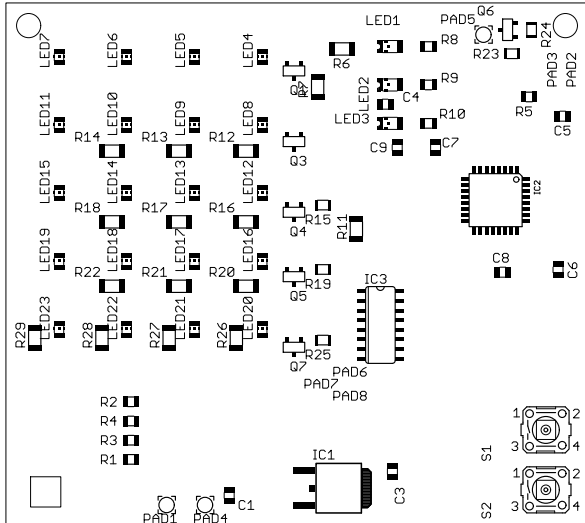 LED7 LED6 LED5 LED4 LED1 PAD5 Q6
R8 R24
R6 R23 PAD3 PAD2
LED2 C4 R9
LED11 LED10 LED9 LED8 R5
LED3 R10 C5
R14 R13 R12 Q3 C9 C7
LED15 LED14 LED13 LED12 IC2
R18 R17 R16 Q4 R15 R11
LED19 LED18 LED17 LED16
R22 R21 R20 Q5 R19 IC3 C8 C6
LED23 LED22 LED21 LED20
R29 R28 R27 R26 Q7 R25
PAD6
PAD7
PAD8
R2
R4
R3
R1
1 2
3 4
S1
IC1
C3
1 2
3 4
S2
PAD1 PAD4 C1